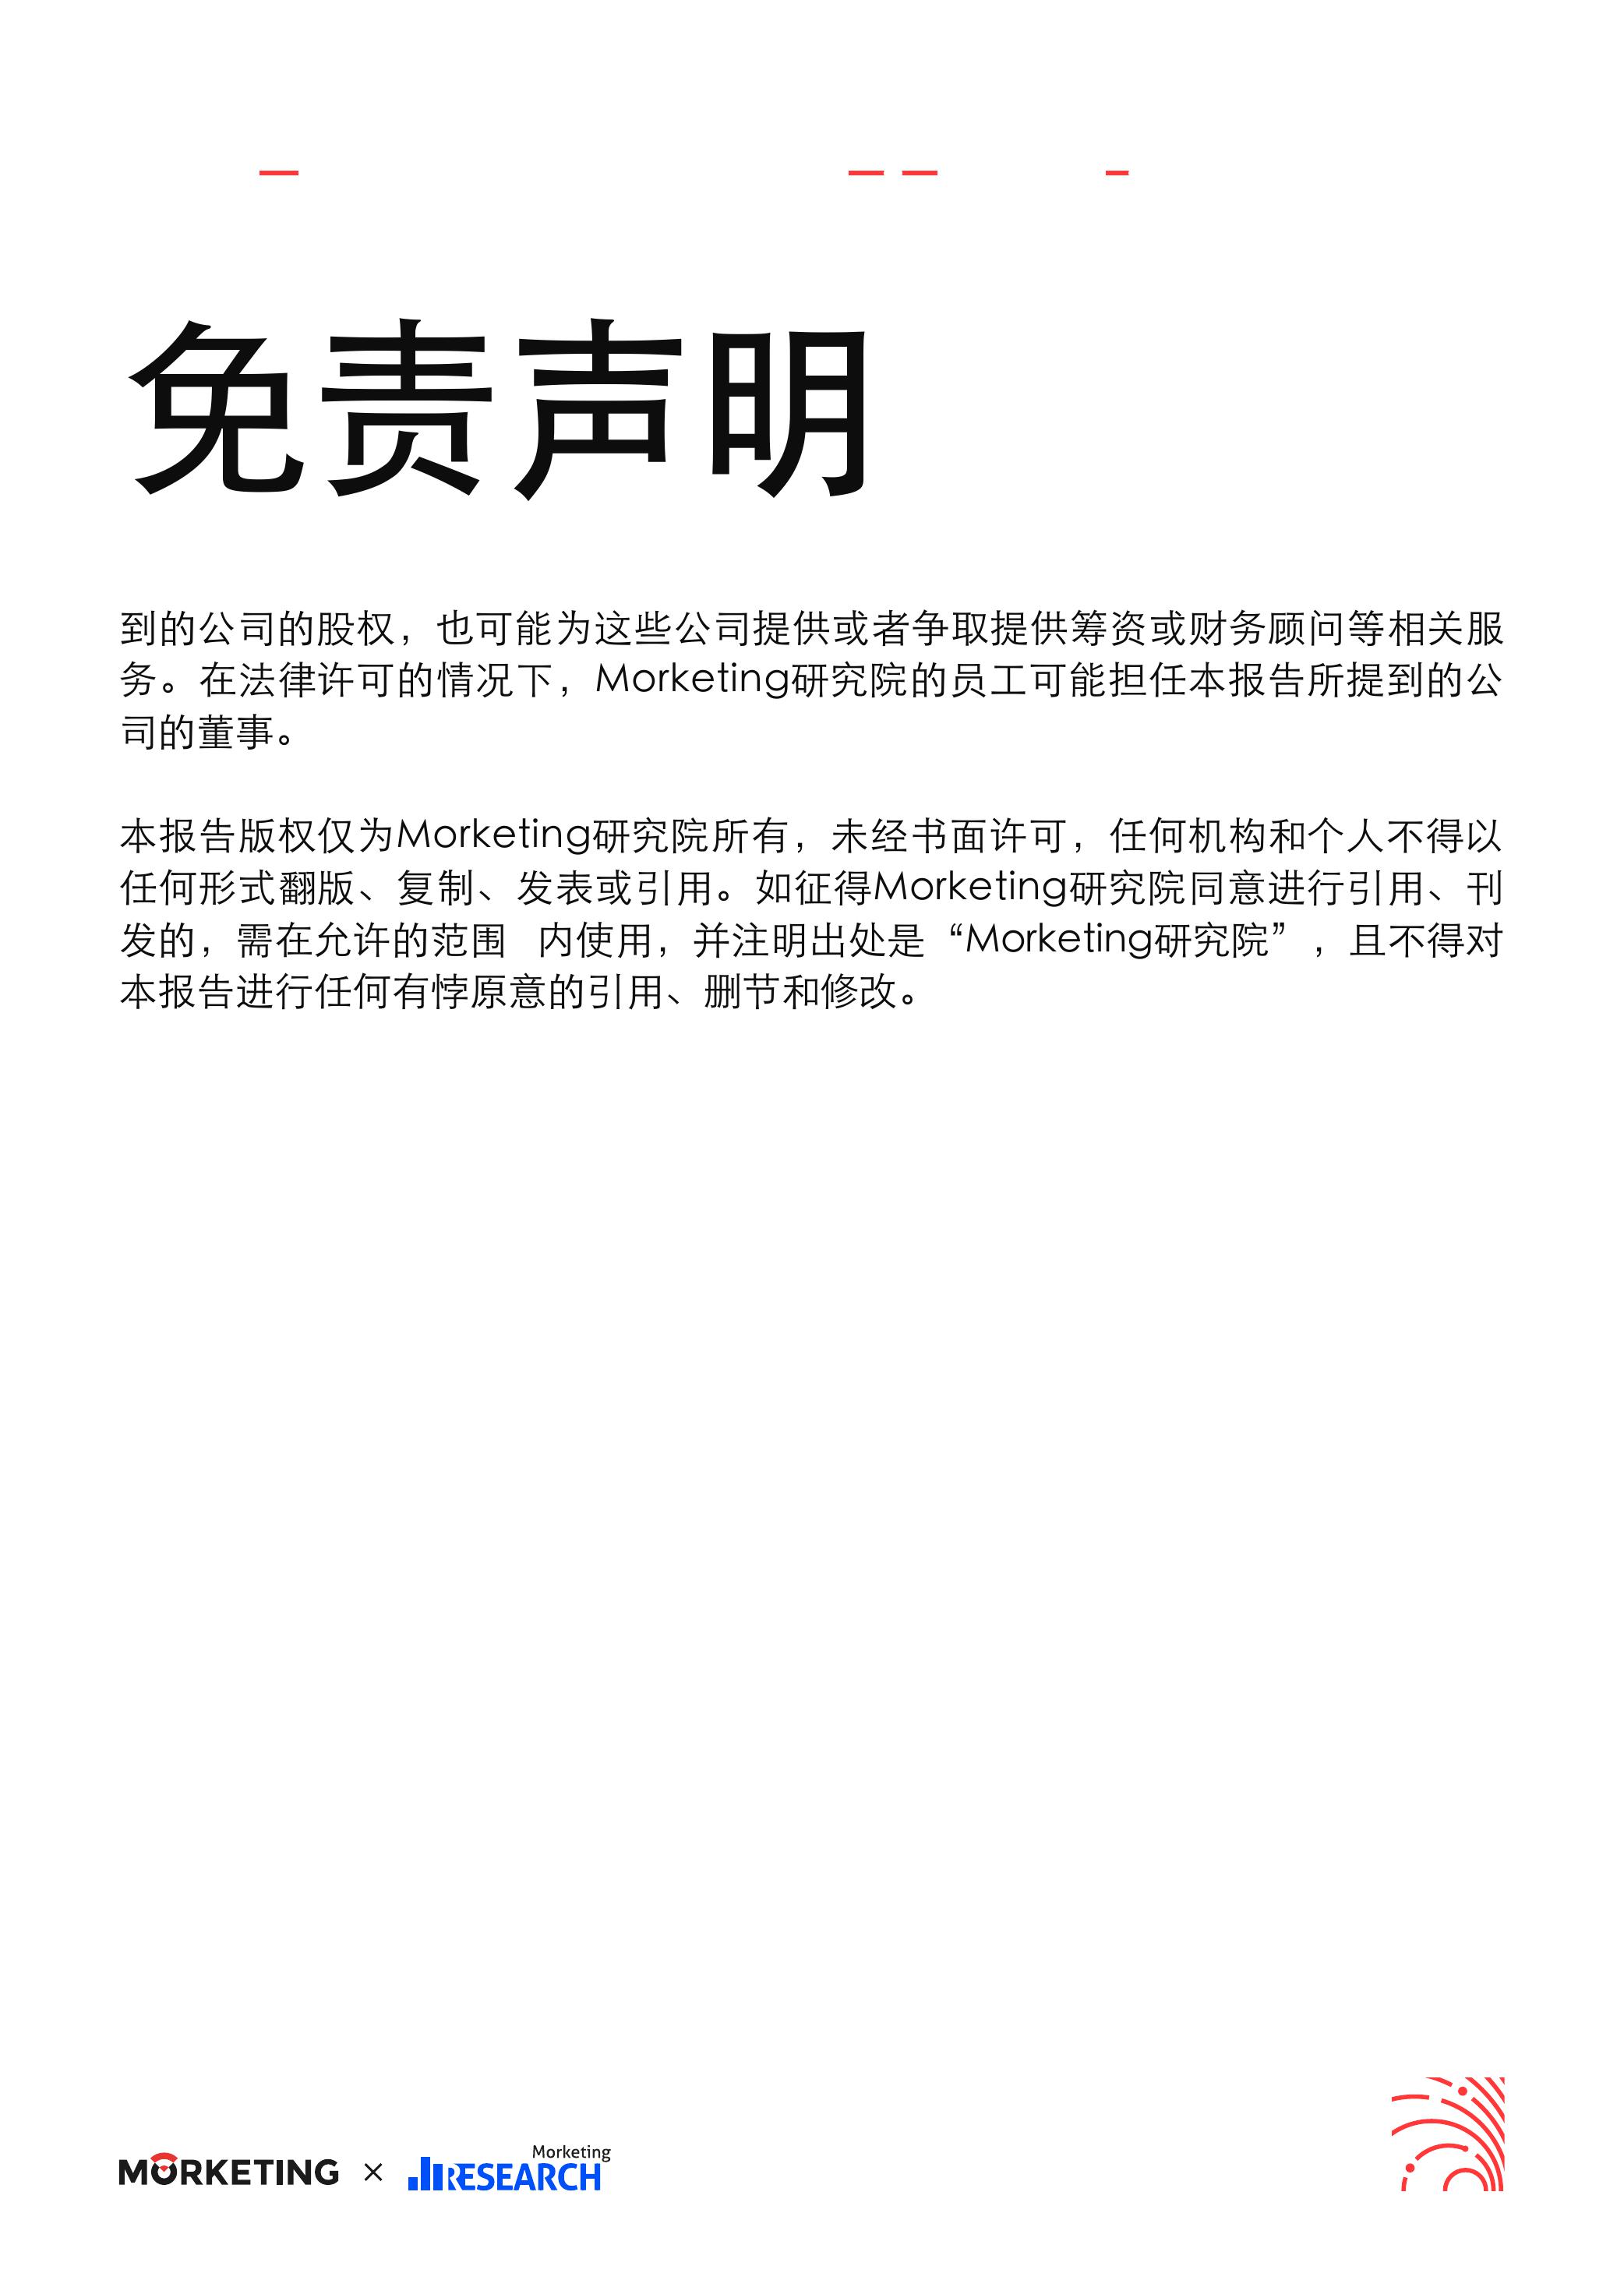 免责声明
到的公司的股权，也可能为这些公司提供或者争取提供筹资或财务顾问等相关服
务。在法律许可的情况下，Morketing研究院的员工可能担任本报告所提到的公
司的董事。
本报告版权仅为Morketing研究院所有，未经书面许可，任何机构和个人不得以
任何形式翻版、复制、发表或引用。如征得Morketing研究院同意进行引用、刊
发的，需在允许的范围 内使用，并注明出处是“Morketing研究院”，且不得对
本报告进行任何有悖原意的引用、删节和修改。
MORKETING × Morketing RESEARCH